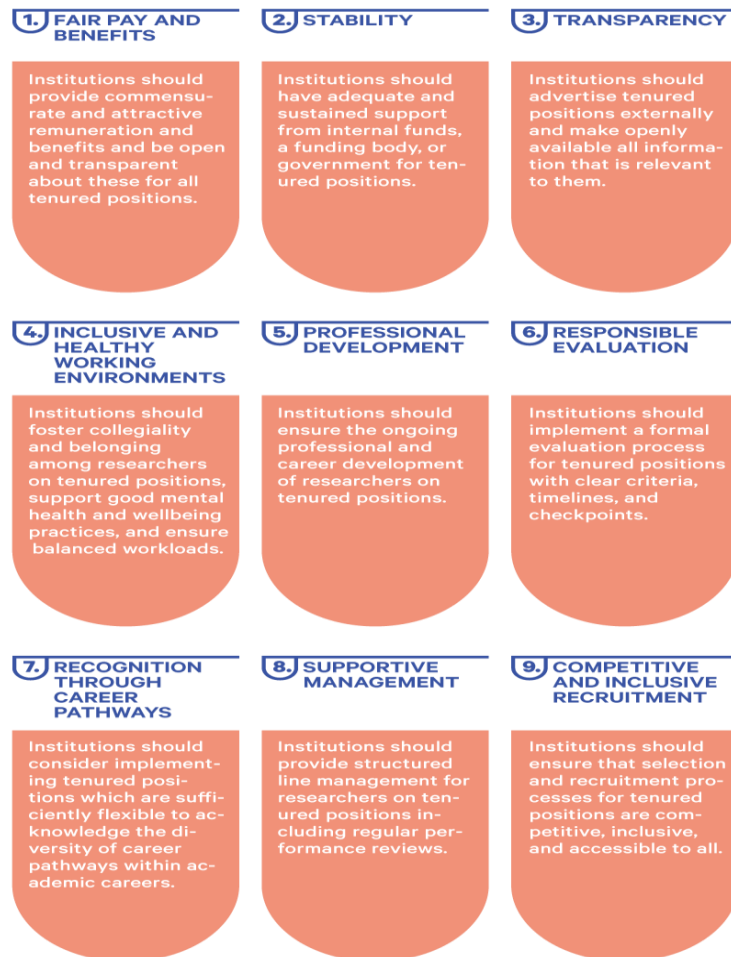 1. FAIR PAY AND
BENEFITS
Institutions should
provide commensu-
rate and attractive
remuneration and
benefits and be open
and transparent
about these for all
tenured positions.
2. STABILITY
Institutions should
have adequate and
sustained support
from internal funds,
a funding body, or
government for ten-
ured positions.
3. TRANSPARENCY
Institutions should
advertise tenured
positions externally
and make openly
available all informa-
tion that is relevant
to them.
4. INCLUSIVE AND
HEALTHY
WORKING
ENVIRONMENTS
Institutions should
foster collegiality
and belonging
among researchers
on tenured positions,
support good mental
health and wellbeing
practices, and ensure
balanced workloads.
5. PROFESSIONAL
DEVELOPMENT
Institutions should
ensure the ongoing
professional and
career development
of researchers on
tenured positions.
6. RESPONSIBLE
EVALUATION
Institutions should
implement a formal
evaluation process
for tenured positions
with clear criteria,
timelines, and
checkpoints.
7. RECOGNITION
THROUGH
CAREER
PATHWAYS
Institutions should
consider implement-
ing tenured posi-
tions which are suffi-
ciently flexible to ac-
knowledge the di-
versity of career
pathways within ac-
ademic careers.
8. SUPPORTIVE
MANAGEMENT
Institutions should
provide structured
line management for
researchers on ten-
ured positions in-
cluding regular per-
formance reviews.
9. COMPETITIVE
AND INCLUSIVE
RECRUITMENT
Institutions should
ensure that selection
and recruitment pro-
cesses for tenured
positions are com-
petitive, inclusive,
and accessible to all.